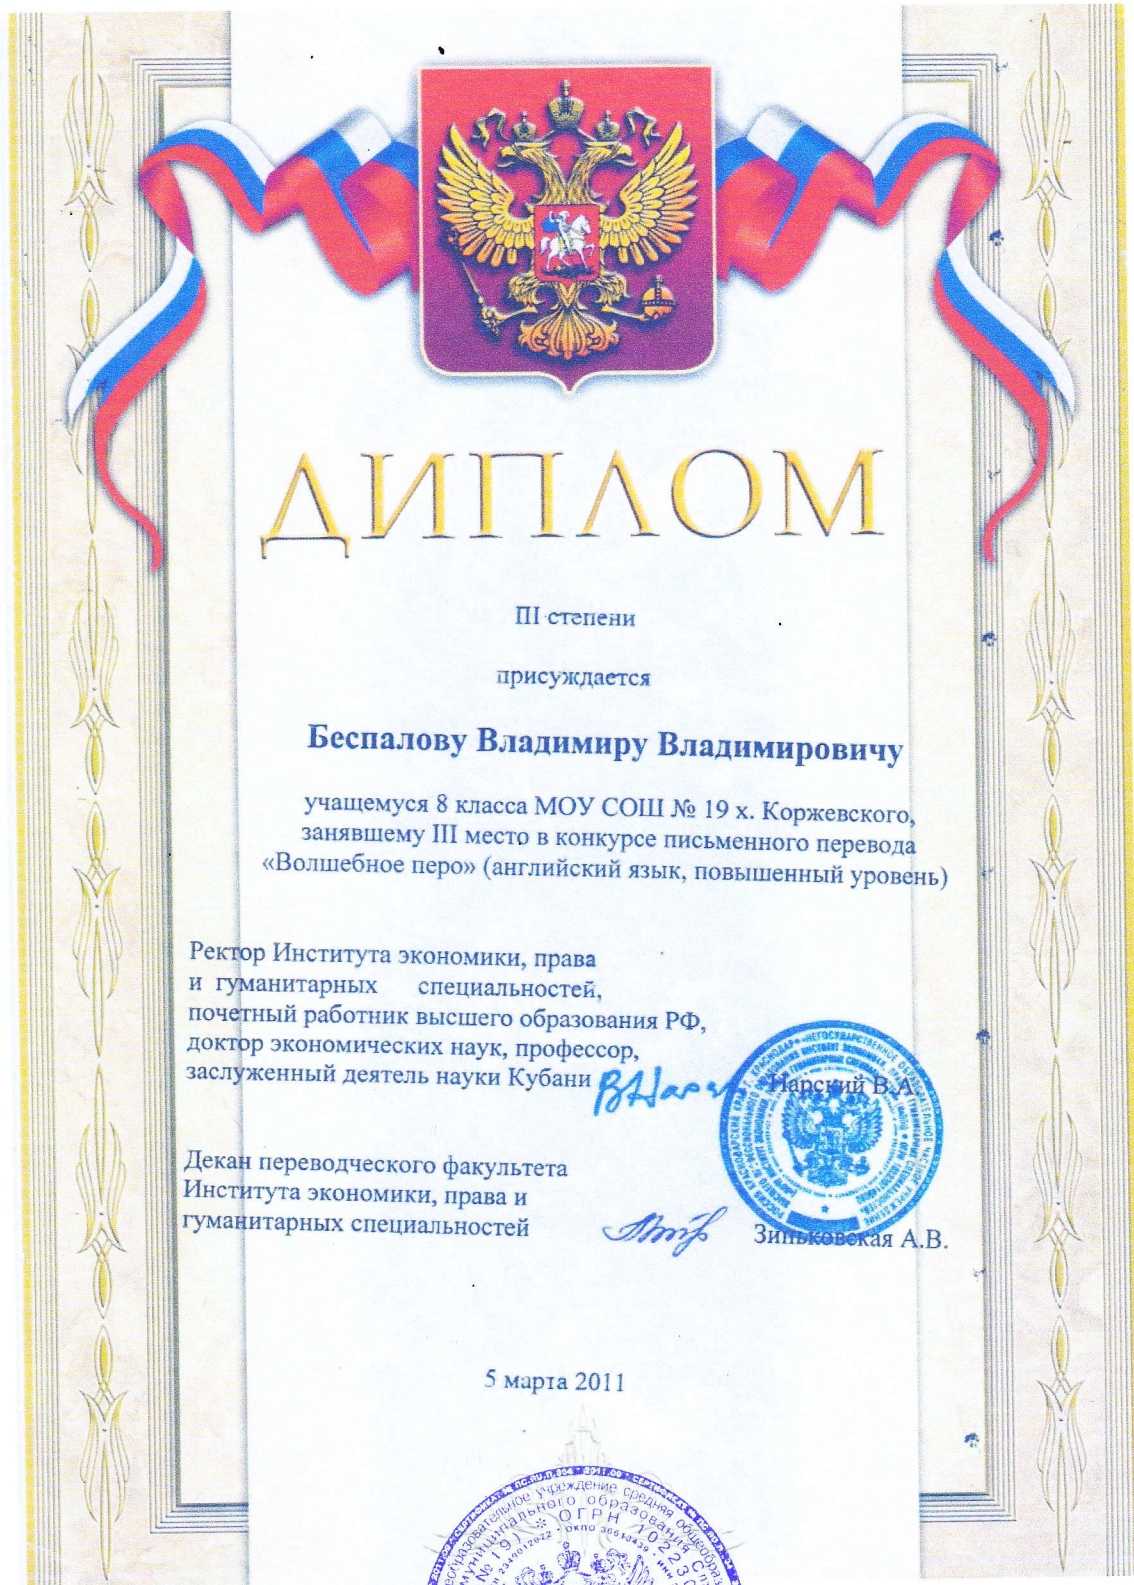 ДИПЛОМ
III степени
присуждается
Беспалову Владимиру Владимировичу
учащемуся 8 класса МОУ СОШ № 19 х. Коржевского,
занявшему III место в конкурсе письменного перевода
«Волшебное перо» (английский язык, повышенный уровень)
Ректор Института экономики, права
и гуманитарных специальностей,
почетный работник высшего образования РФ,
доктор экономических наук, профессор,
заслуженный деятель науки Кубани
Нарский В.А
Декан переводческого факультета
Института экономики, права и
гуманитарных специальностей
Зиньковская А.В.
5 марта 2011